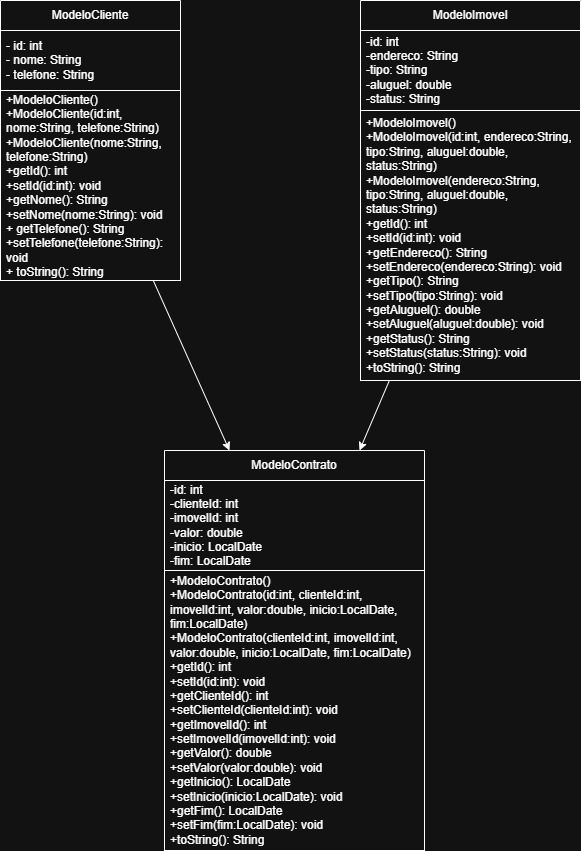 ModeloCliente
- id: int
- nome: String
- telefone: String
+ModeloCliente()
+ModeloCliente(id:int,
nome:String, telefone:String)
+ModeloCliente(nome:String,
telefone:String)
+getId(): int
+setId(id:int): void
+getNome(): String
+setNome(nome:String): void
+ getTelefone(): String
+setTelefone(telefone:String):
void
+ toString(): String
ModeloImovel
-id: int
-endereco: String
-tipo: String
-aluguel: double
-status: String
+ModeloImovel()
+ModeloImovel(id:int, endereco:String,
tipo:String, aluguel:double,
status:String)
+ModeloImovel(endereco:String,
tipo:String, aluguel:double,
status:String)
+getId(): int
+setId(id:int): void
+getEndereco(): String
+setEndereco(endereco:String): void
+getTipo(): String
+setTipo(tipo:String): void
+getAluguel(): double
+setAluguel(aluguel:double): void
+getStatus(): String
+setStatus(status:String): void
+toString(): String
ModeloContrato
-id: int
-clienteId: int
-imovelId: int
-valor: double
-inicio: LocalDate
-fim: LocalDate
+ModeloContrato()
+ModeloContrato(id:int, clienteId:int,
imovelId:int, valor:double, inicio:LocalDate,
fim:LocalDate)
+ModeloContrato(clienteId:int, imovelId:int,
valor:double, inicio:LocalDate, fim:LocalDate)
+getId(): int
+setId(id:int): void
+getClienteId(): int
+setClienteId(clienteId:int): void
+getImovelId(): int
+setImovelId(imovelId:int): void
+getValor(): double
+setValor(valor:double): void
+getInicio(): LocalDate
+setInicio(inicio:LocalDate): void
+getFim(): LocalDate
+setFim(fim:LocalDate): void
+toString(): String